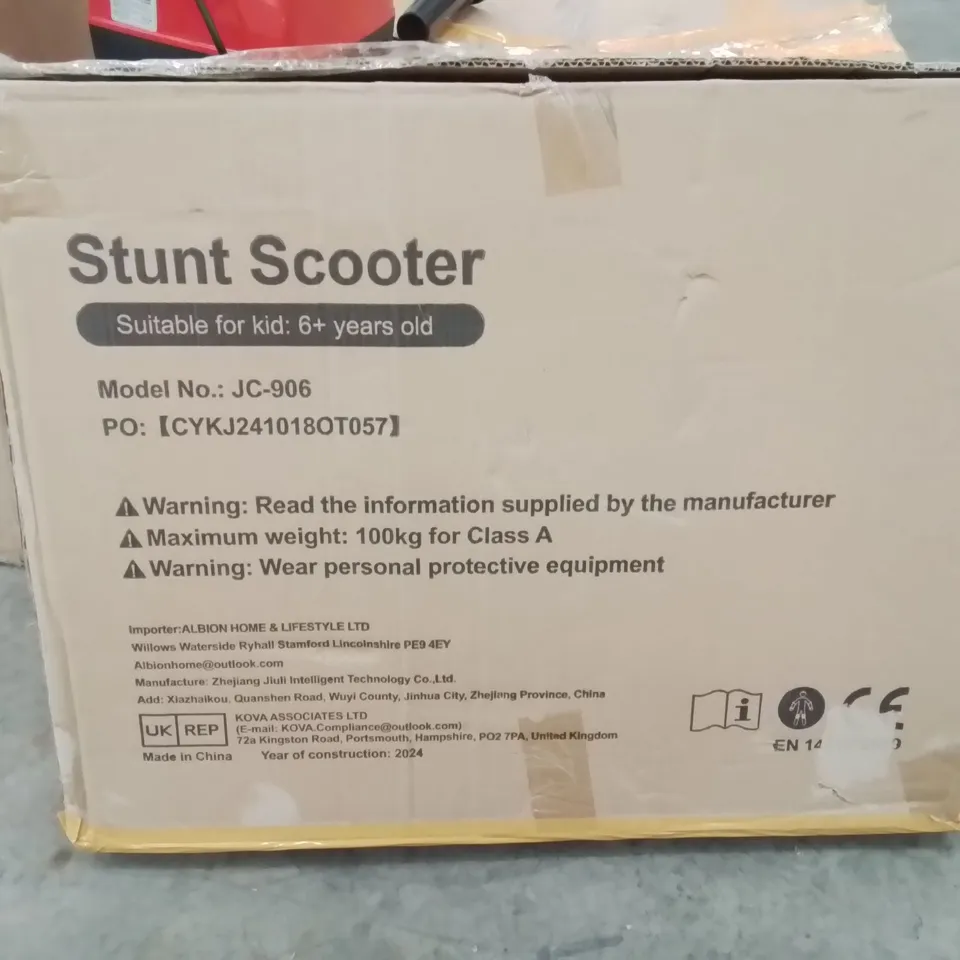 Stunt Scooter
Suitable for kid: 6+ years old
Model No.: JC-906
PO:【CYKJ241018OT057】
Warning: Read the information supplied by the manufacturer
Maximum weight: 100kg for Class A
Warning: Wear personal protective equipment
Importer:ALBION HOME & LIFESTYLE LTD
Willows Waterside Ryhall Stamford Lincolnshire PE9 4EY
Albionhome@outlook.com
Manufacture: Zhejiang Jiuli Intelligent Technology Co.,Ltd.
Add: Xiazhaikou, Quanshen Road, Wuyi County, Jinhua City, Zhejiang Province, China
UK REP
KOVA ASSOCIATES LTD
(E-mail: KOVA.Compliance@outlook.com)
72a Kingston Road, Portsmouth, Hampshire, PO2 7PA, United Kingdom
Made in China Year of construction: 2024
i
CE
EN